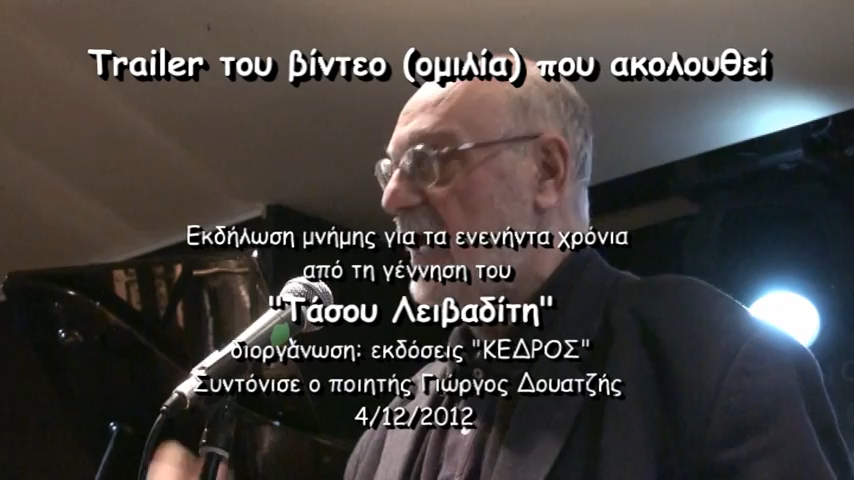 Trailer του βίντεο (ομιλία) που ακολουθεί
Εκδήλωση μνήμης για τα ενενήντα χρόνια
από τη γέννηση του
"Τάσου Λειβαδίτη"
διοργάνωση: εκδόσεις "ΚΕΔΡΟΣ"
Συντόνισε ο ποιητής Γιώργος Δουατζής
4/12/2012